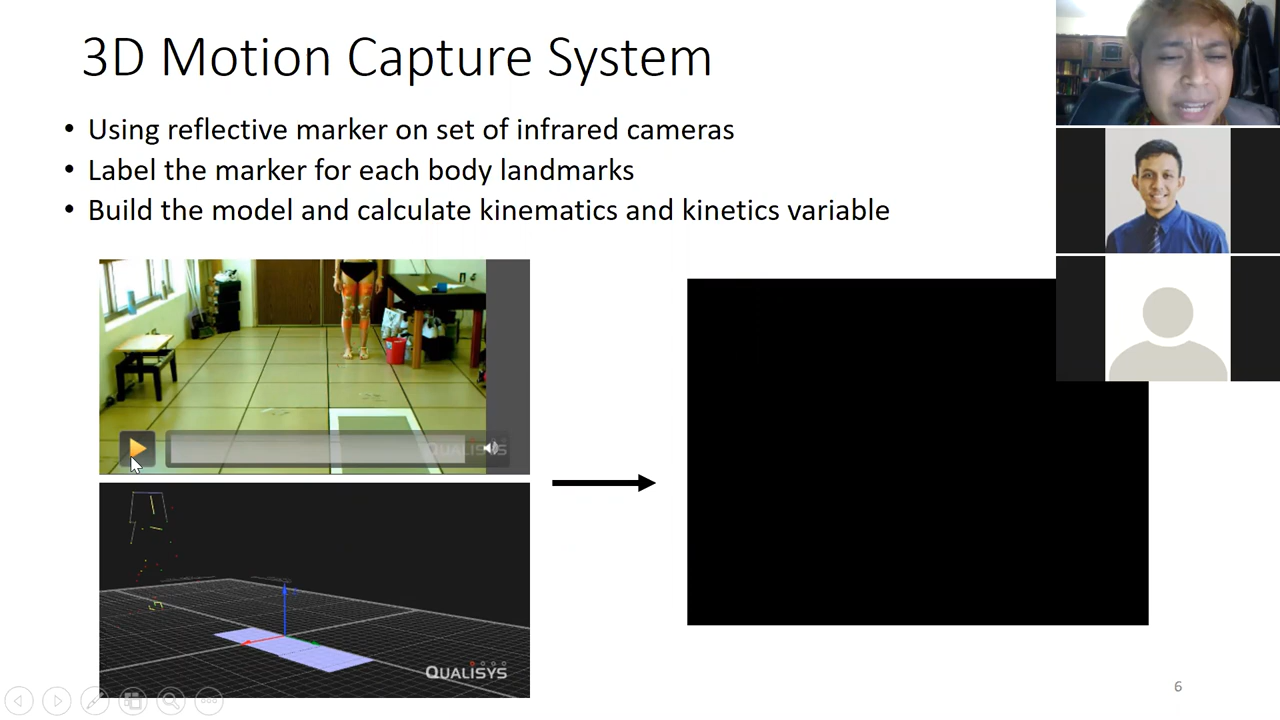 3D Motion Capture System
• Using reflective marker on set of infrared cameras
• Label the marker for each body landmarks
• Build the model and calculate kinematics and kinetics variable
QUALISYS
QUALISYS
6